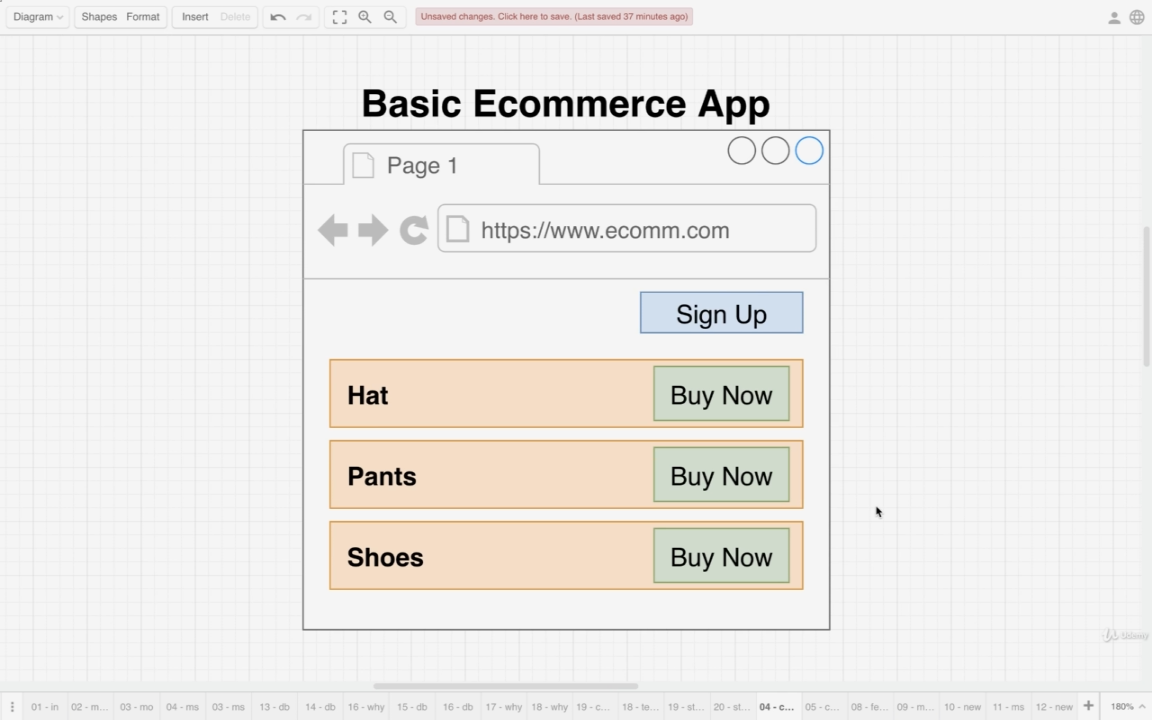 Diagram Shapes Format Insert Delete Unsaved changes. Click here to save. (Last saved 37 minutes ago)
Basic Ecommerce App
Page 1
https://www.ecomm.com
Sign Up
Hat Buy Now
Pants Buy Now
Shoes Buy Now
Udemy
01 - in 02 - m... 03 - mo 04 - ms 03 - ms 13 - db 14 - db 16 - why 15 - db 16 - db 17 - why 18 - why 19 - c... 18 - te... 19 - st... 20 - st... 04 - c... 05 - c... 08 - fe... 09 - m... 10 - new 11 - ms 12 - new 180%